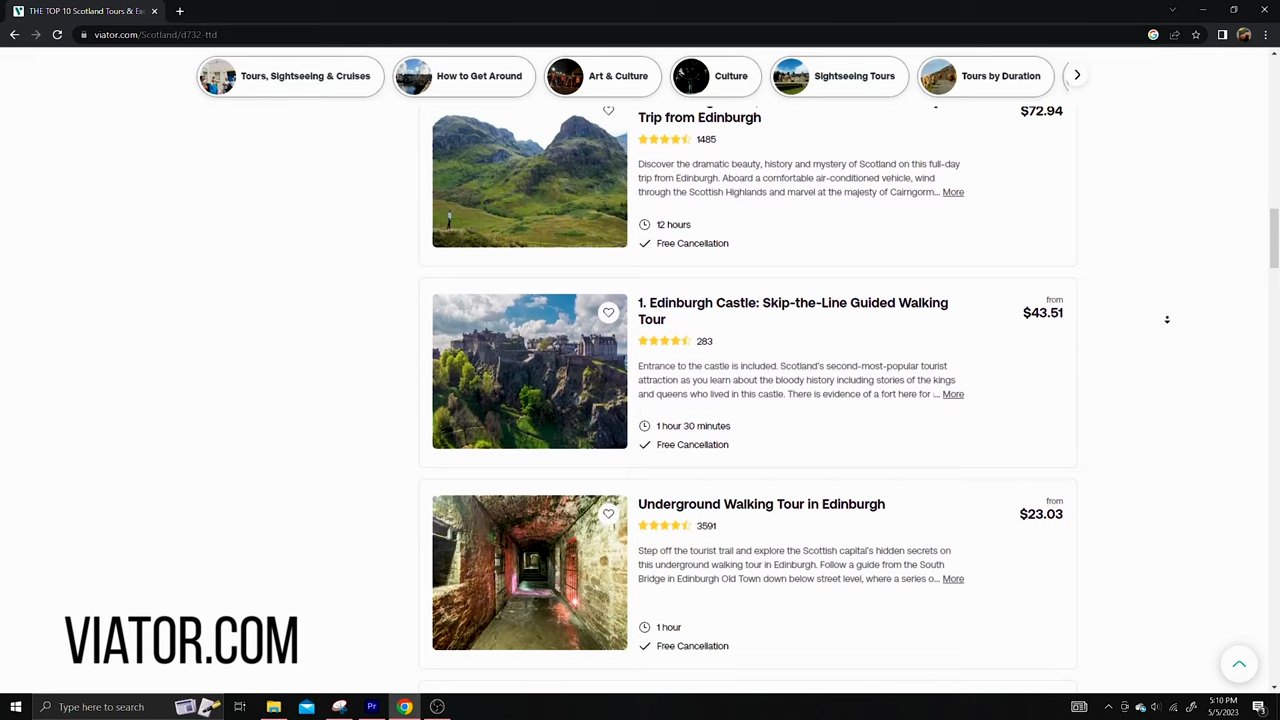 THE TOP 10 Things to Do in Scotla
viator.com/Scotland/d732-ttd
Tours, Sightseeing & Cruises
How to Get Around
Art & Culture
Culture
Sightseeing Tours
Tours by Duration
Trip from Edinburgh
$72.94
1485
Discover the dramatic beauty, history and mystery of Scotland on this full-day
trip from Edinburgh. Aboard a comfortable air-conditioned vehicle, wind
through the Scottish Highlands and marvel at the majesty of Cairngorm... More
12 hours
Free Cancellation
1. Edinburgh Castle: Skip-the-Line Guided Walking
Tour
from
$43.51
283
Entrance to the castle is included. Scotland's second-most-popular tourist
attraction as you learn about the bloody history including stories of the kings
and queens who lived in this castle. There is evidence of a fort here for ... More
1 hour 30 minutes
Free Cancellation
Underground Walking Tour in Edinburgh
from
$23.03
3591
Step off the tourist trail and explore the Scottish capital's hidden secrets on
this underground walking tour in Edinburgh. Follow a guide from the South
Bridge in Edinburgh Old Town down below street level, where a series o... More
1 hour
Free Cancellation
VIATOR.COM
Type here to search
Pr
5:10 PM
5/5/2023